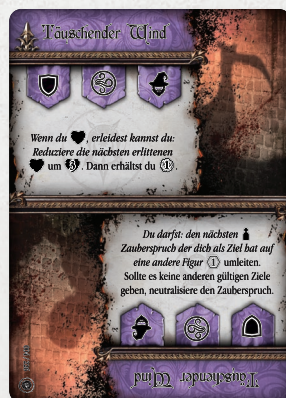 Täuschender Wind
Wenn du , erleidest kannst du:
Reduziere die nächsten erlittenen
um 3. Dann erhältst du 1.
Du darfst: den nächsten
Zauberspruch der dich als Ziel hat auf
eine andere Figur 1 umleiten.
Sollte es keine anderen gültigen Ziele
geben, neutralisiere den Zauberspruch.
Täuschender Wind